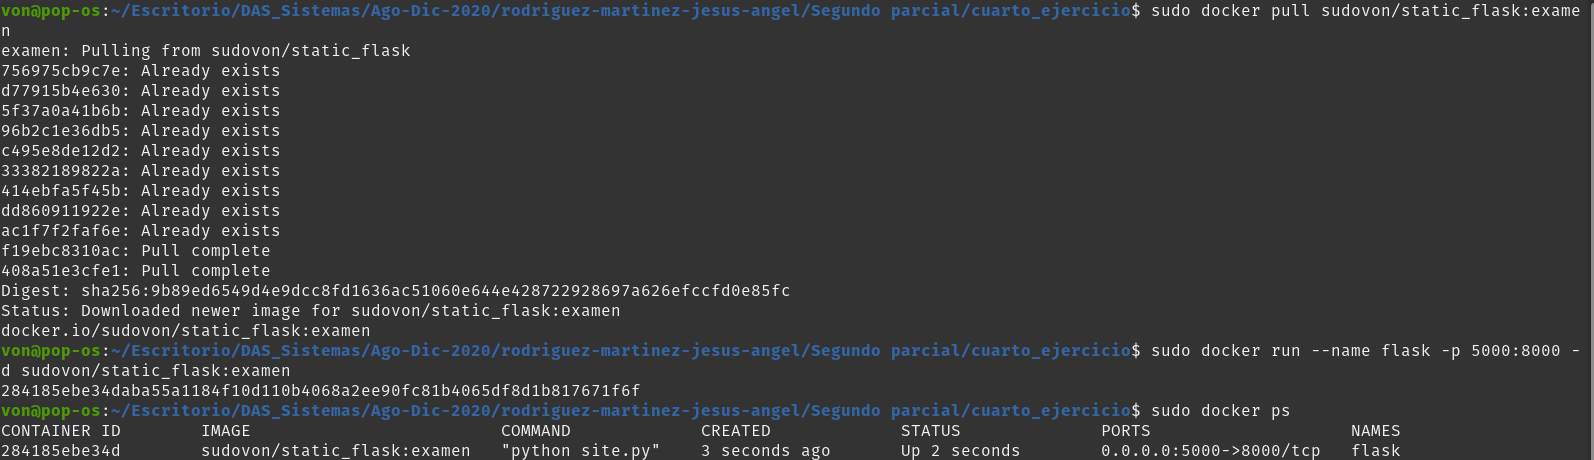 von@pop-os:~/Escritorio/DAS_Sistemas/Ago-Dic-2020/rodriguez-martinez-jesus-angel/Segundo parcial/cuarto_ejercicio$ sudo docker pull sudovon/static_flask:exame
n
examen: Pulling from sudovon/static_flask
756975cb9c7e: Already exists
d77915b4e630: Already exists
5f37a0a41b6b: Already exists
96b2c1e36db5: Already exists
c495e8de12d2: Already exists
33382189822a: Already exists
414ebfa5f45b: Already exists
dd860911922e: Already exists
ac1f7f2faf6e: Already exists
f19ebc8310ac: Pull complete
408a51e3cfe1: Pull complete
Digest: sha256:9b89ed6549d4e9dcc8fd1636ac51060e644e428722928697a626efccfd0e85fc
Status: Downloaded newer image for sudovon/static_flask:examen
docker.io/sudovon/static_flask:examen
von@pop-os:~/Escritorio/DAS_Sistemas/Ago-Dic-2020/rodriguez-martinez-jesus-angel/Segundo parcial/cuarto_ejercicio$ sudo docker run --name flask -p 5000:8000 -
d sudovon/static_flask:examen
284185ebe34daba55a1184f10d110b4068a2ee90fc81b4065df8d1b817671f6f
von@pop-os:~/Escritorio/DAS_Sistemas/Ago-Dic-2020/rodriguez-martinez-jesus-angel/Segundo parcial/cuarto_ejercicio$ sudo docker ps
CONTAINER ID        IMAGE                         COMMAND             CREATED             STATUS              PORTS                    NAMES
284185ebe34d        sudovon/static_flask:examen   "python site.py"    3 seconds ago       Up 2 seconds        0.0.0.0:5000->8000/tcp   flask